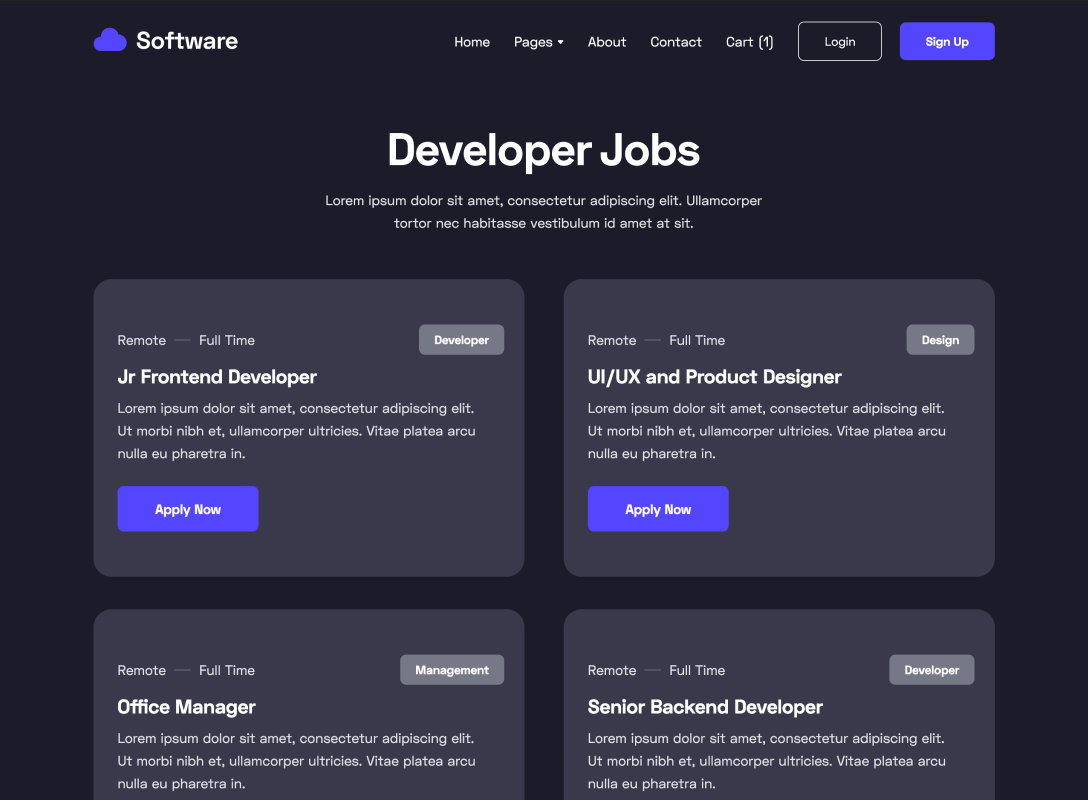 Software
Home Pages About Contact Cart (1) Login Sign Up
Developer Jobs
Lorem ipsum dolor sit amet, consectetur adipiscing elit. Ullamcorper
tortor nec habitasse vestibulum id amet at sit.
Remote — Full Time Developer
Jr Frontend Developer
Lorem ipsum dolor sit amet, consectetur adipiscing elit.
Ut morbi nibh et, ullamcorper ultricies. Vitae platea arcu
nulla eu pharetra in.
Apply Now
Remote — Full Time Design
UI/UX and Product Designer
Lorem ipsum dolor sit amet, consectetur adipiscing elit.
Ut morbi nibh et, ullamcorper ultricies. Vitae platea arcu
nulla eu pharetra in.
Apply Now
Remote — Full Time Management
Office Manager
Lorem ipsum dolor sit amet, consectetur adipiscing elit.
Ut morbi nibh et, ullamcorper ultricies. Vitae platea arcu
nulla eu pharetra in.
Remote — Full Time Developer
Senior Backend Developer
Lorem ipsum dolor sit amet, consectetur adipiscing elit.
Ut morbi nibh et, ullamcorper ultricies. Vitae platea arcu
nulla eu pharetra in.